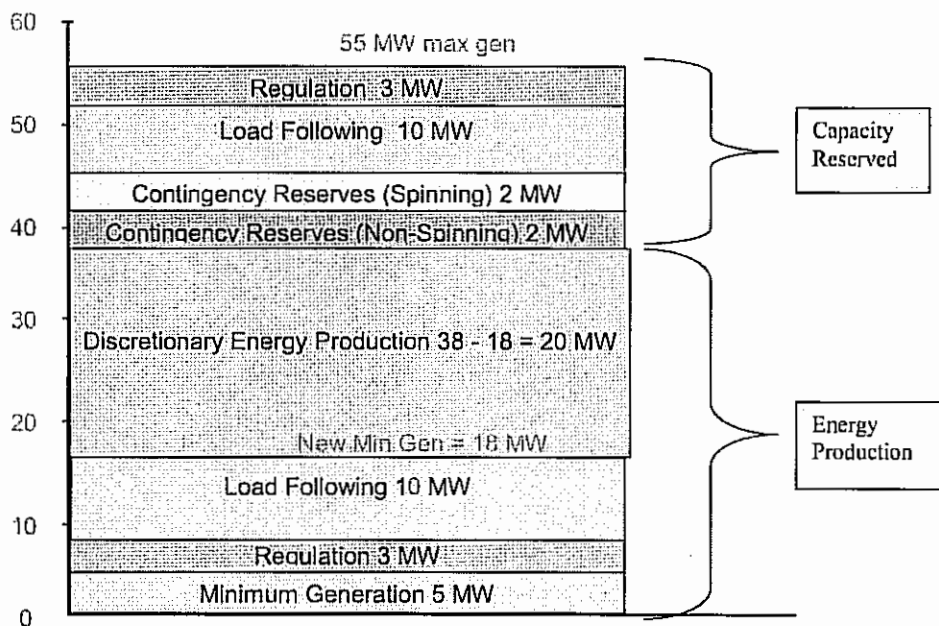 60
55 MW max gen
Regulation 3 MW
50
Load Following 10 MW
Capacity
Reserved
Contingency Reserves (Spinning) 2 MW
40
Contingency Reserves (Non-Spinning) 2 MW
30
Discretionary Energy Production 38 - 18 = 20 MW
20
New Min Gen = 18 MW
Energy
Production
Load Following 10 MW
10
Regulation 3 MW
Minimum Generation 5 MW
0